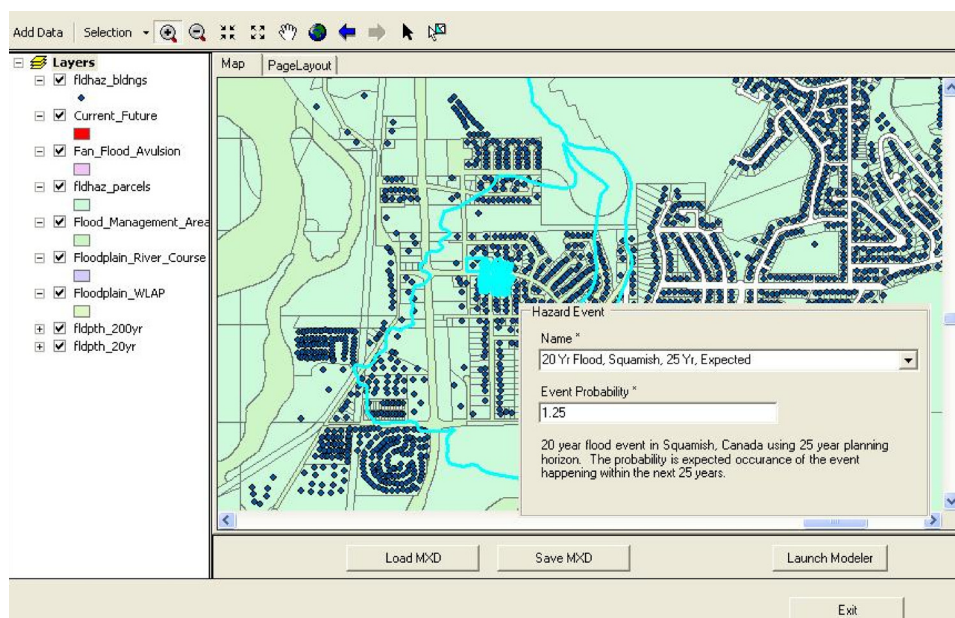 Add Data Selection
Layers
fldhaz_bldngs
Current_Future
Fan_Flood_Avulsion
fldhaz_parcels
Flood_Management_Area
Floodplain_River_Course
Floodplain_WLAP
fldpth_200yr
fldpth_20yr
Map PageLayout
Hazard Event
Name *
20 Yr Flood, Squamish, 25 Yr, Expected
Event Probability *
1.25
20 year flood event in Squamish, Canada using 25 year planning
horizon. The probability is expected occurance of the event
happening within the next 25 years.
Load MXD Save MXD Launch Modeler
Exit